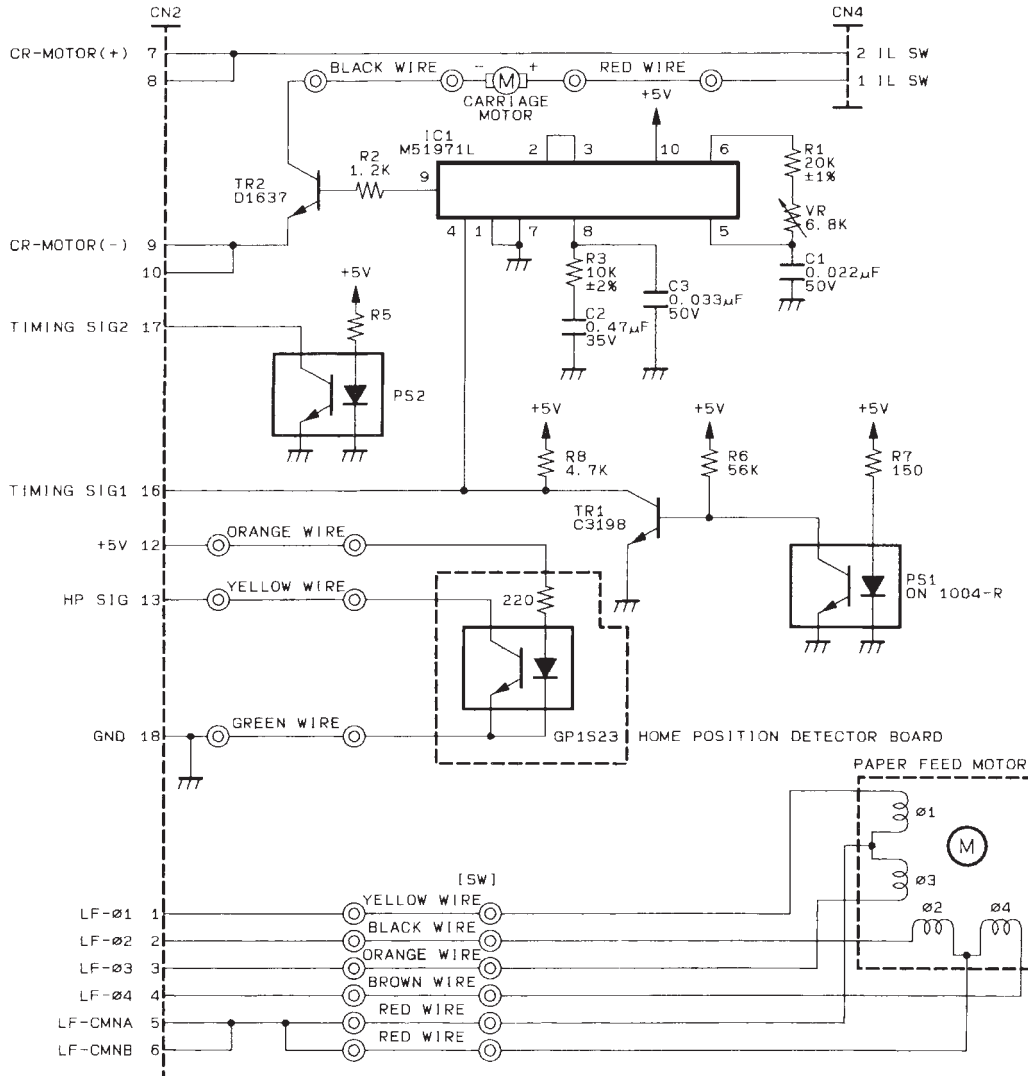 CN2
CN4
CR-MOTOR(+) 7
8
BLACK WIRE
- M +
RED WIRE
2 IL SW
1 IL SW
CARRIAGE
MOTOR
+5V
IC1
M51971L
2 3 10 6
R1
20K
±1%
R2
1.2K
9
TR2
D1637
VR
6.8K
4 1 7 8 5
CR-MOTOR(-) 9
10
R3
10K
±2%
C1
0.022µF
50V
+5V
C3
0.033µF
50V
R5
TIMING SIG2 17
C2
0.47µF
35V
PS2
+5V
+5V
+5V
R8
4.7K
R6
56K
R7
150
TIMING SIG1 16
TR1
C3198
ORANGE WIRE
+5V 12
YELLOW WIRE
HP SIG 13
220
PS1
ON 1004-R
GREEN WIRE
GND 18
GP1S23
HOME POSITION DETECTOR BOARD
PAPER FEED MOTOR
ø1
M
ø3
ø2
ø4
[SW]
YELLOW WIRE
LF-ø1 1
BLACK WIRE
LF-ø2 2
ORANGE WIRE
LF-ø3 3
BROWN WIRE
LF-ø4 4
RED WIRE
LF-CMNA 5
RED WIRE
LF-CMNB 6